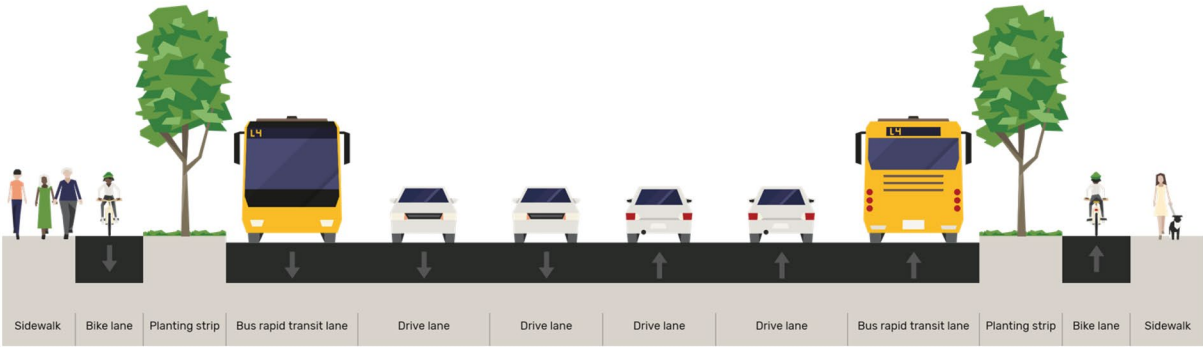 L4
L4
Sidewalk
Bike lane
Planting strip
Bus rapid transit lane
Drive lane
Drive lane
Drive lane
Drive lane
Bus rapid transit lane
Planting strip
Bike lane
Sidewalk